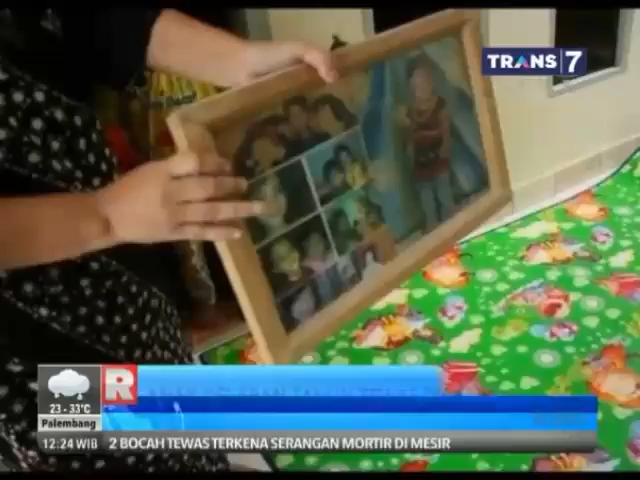 TRANS 7
R
23 - 33°C
Palembang
12:24 WIB 2 BOCAH TEWAS TERKENA SERANGAN MORTIR DI MESIR